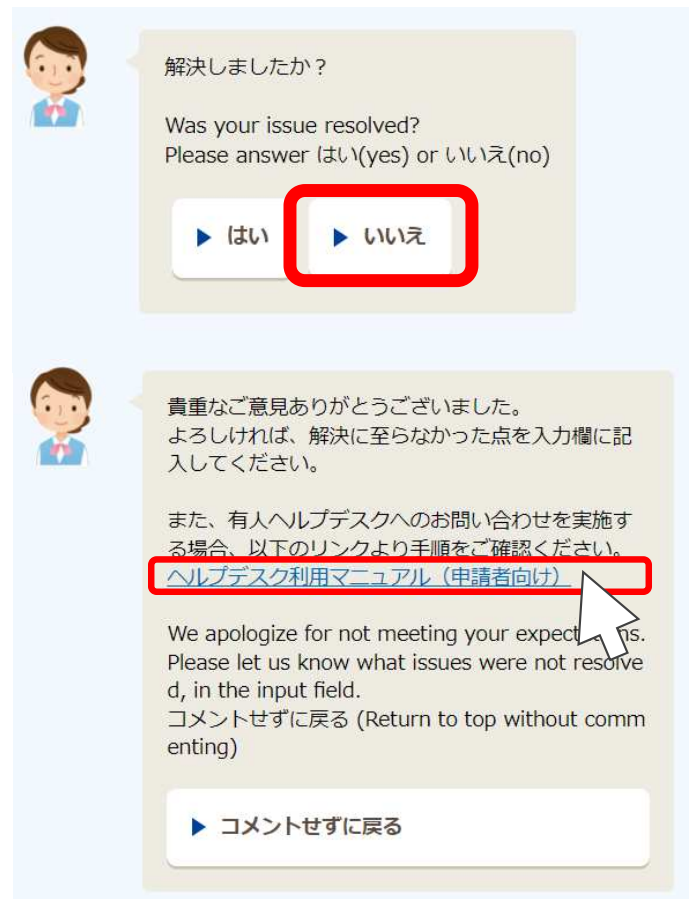 解決しましたか？
Was your issue resolved?
Please answer はい(yes) or いいえ(no)
はい
いいえ
貴重なご意見ありがとうございました。
よろしければ、解決に至らなかった点を入力欄に記
入してください。
また、有人ヘルプデスクへのお問い合わせを実施す
る場合、以下のリンクより手順をご確認ください。
ヘルプデスク利用マニュアル（申請者向け）
We apologize for not meeting your expectations.
Please let us know what issues were not resolve
d, in the input field.
コメントせずに戻る (Return to top without comm
enting)
コメントせずに戻る